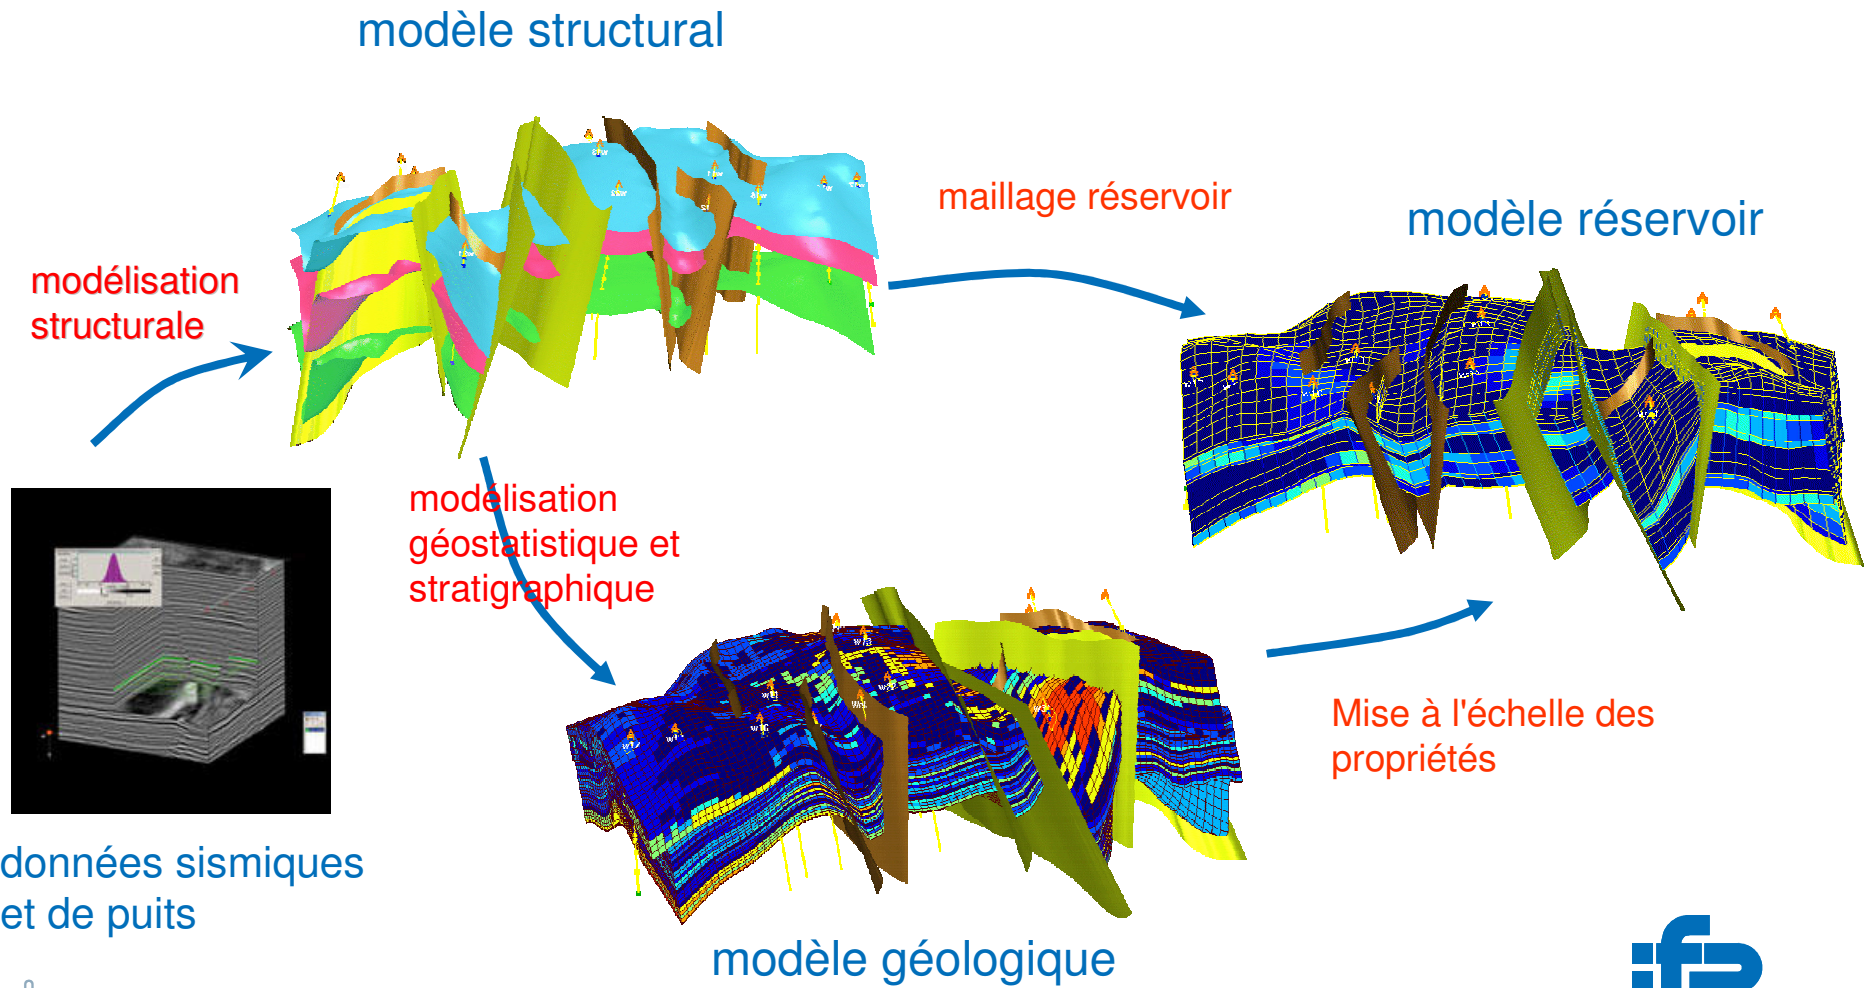 modèle structural
maillage réservoir
modèle réservoir
modélisation
structurale
modélisation
géostatistique et
stratigraphique
Mise à l'échelle des
propriétés
données sismiques
et de puits
modèle géologique
ifp